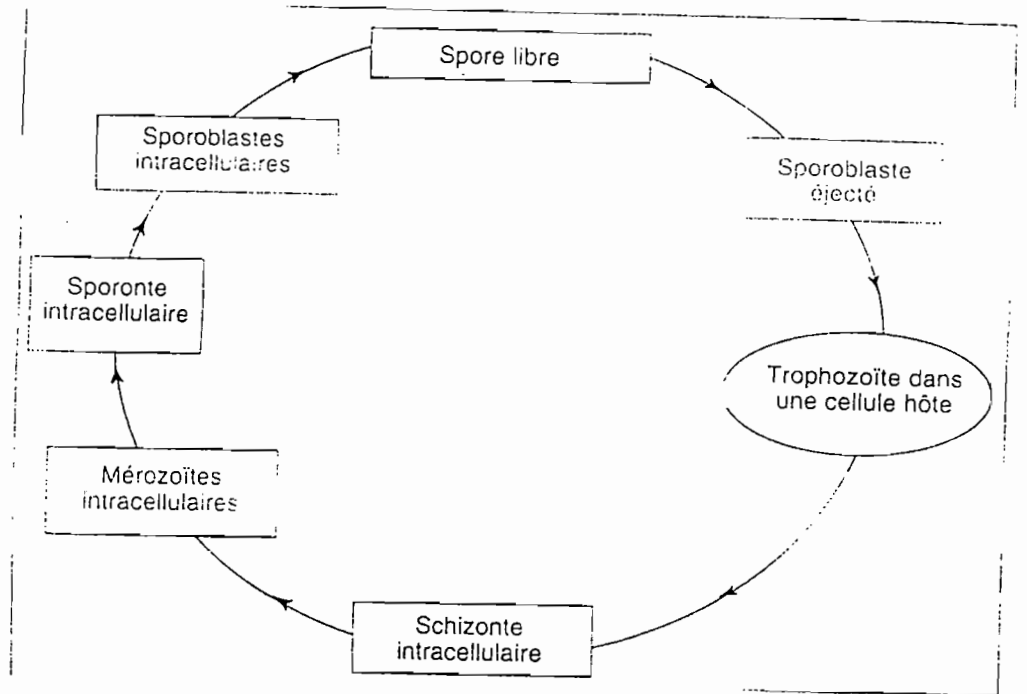 Spore libre
Sporoblaste
éjecté
Trophozoïte dans
une cellule hôte
Schizonte
intracellulaire
Mérozoïtes
intracellulaires
Sporonte
intracellulaire
Sporoblastes
intracellulaires